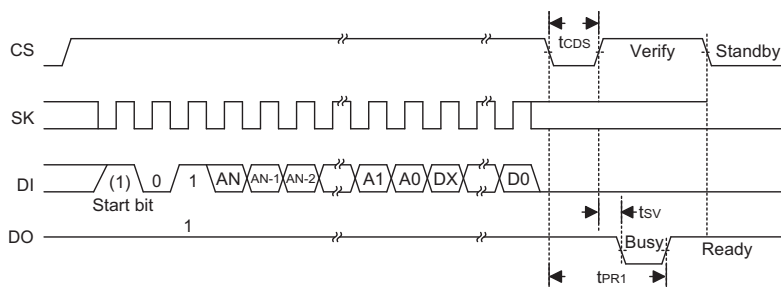 CS
tCDS
Verify
Standby
SK
DI
(1)
0
1
AN
AN-1
AN-2
A1
A0
DX
D0
Start bit
tSV
DO
1
Busy
Ready
tPR1